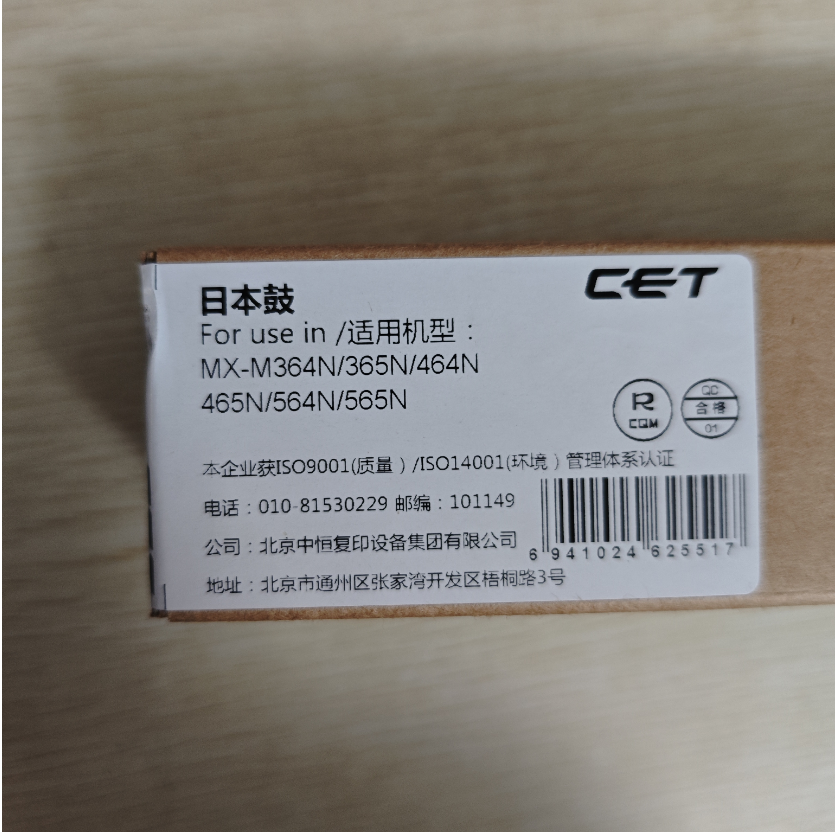 CET
日本鼓
For use in /适用机型：
MX-M364N/365N/464N
465N/564N/565N
R
CQM
QC
合格
01
本企业获ISO9001(质量）/ISO14001(环境）管理体系认证
电话：010-81530229 邮编：101149
公司：北京中恒复印设备集团有限公司
地址：北京市通州区张家湾开发区梧桐路3号
6 941024 625517